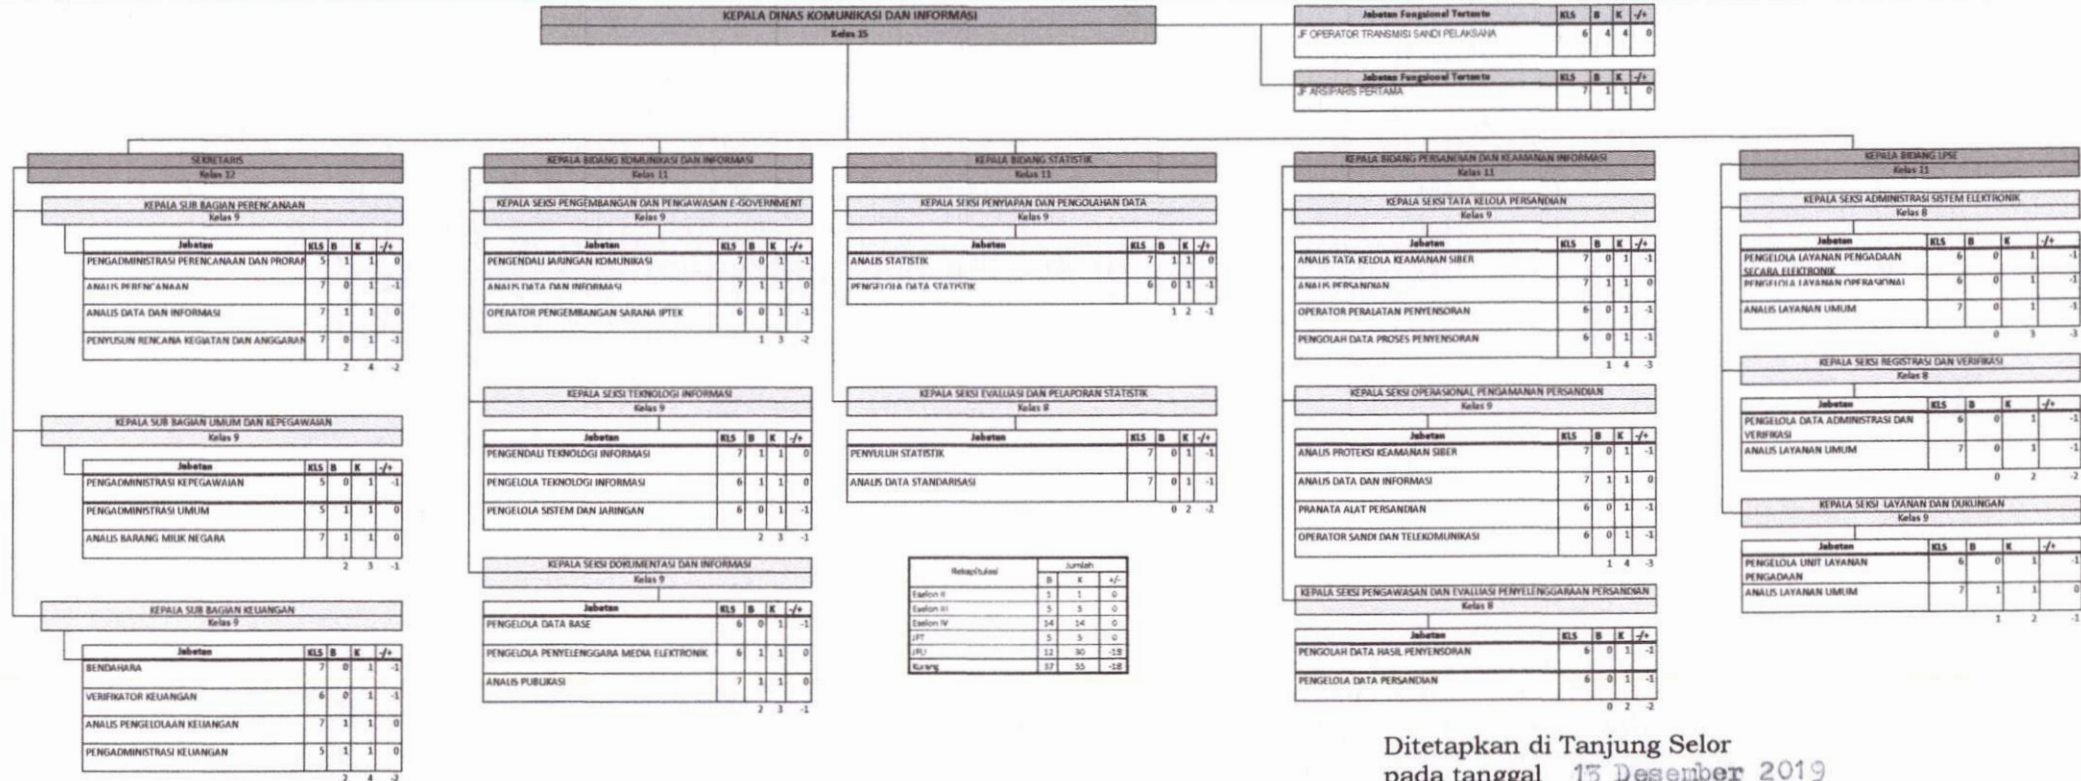 KEPALA DINAS KOMUNIKASI DAN INFORMASI
Kelas 15
Jabatan Fungsional Tertentu KLS B K -/+
JF OPERATOR TRANSMISI SANDI PELAKSANA 6 4 4 0
Jabatan Fungsional Tertentu KLS B K -/+
JF ARSIPARIS PERTAMA 7 1 1 0
SEKRETARIS
Kelas 12
KEPALA SUB BAGIAN PERENCANAAN
Kelas 9
Jabatan KLS B K -/+
PENGADMINISTRASI PERENCANAAN DAN PRORAM 5 1 1 0
ANALIS PERENCANAAN 7 0 1 -1
ANALIS DATA DAN INFORMASI 7 1 1 0
PENYUSUN RENCANA KEGIATAN DAN ANGGARAN 7 0 1 -1
2 4 -2
KEPALA SUB BAGIAN UMUM DAN KEPEGAWAIAN
Kelas 9
Jabatan KLS B K -/+
PENGADMINISTRASI KEPEGAWAIAN 5 0 1 -1
PENGADMINISTRASI UMUM 5 1 1 0
ANALIS BARANG MILIK NEGARA 7 1 1 0
2 3 -1
KEPALA SUB BAGIAN KEUANGAN
Kelas 9
Jabatan KLS B K -/+
BENDAHARA 7 0 1 -1
VERIFIKATOR KEUANGAN 6 0 1 -1
ANALIS PENGELOLAAN KEUANGAN 7 1 1 0
PENGADMINISTRASI KEUANGAN 5 1 1 0
2 4 -2
KEPALA BIDANG KOMUNIKASI DAN INFORMASI
Kelas 11
KEPALA SEKSI PENGEMBANGAN DAN PENGAWASAN E-GOVERNMENT
Kelas 9
Jabatan KLS B K -/+
PENGENDALI JARINGAN KOMUNIKASI 7 0 1 -1
ANALIS DATA DAN INFORMASI 7 1 1 0
OPERATOR PENGEMBANGAN SARANA IPTEK 6 0 1 -1
1 3 -2
KEPALA SEKSI TEKNOLOGI INFORMASI
Kelas 9
Jabatan KLS B K -/+
PENGENDALI TEKNOLOGI INFORMASI 7 1 1 0
PENGELOLA TEKNOLOGI INFORMASI 6 1 1 0
PENGELOLA SISTEM DAN JARINGAN 6 0 1 -1
2 3 -1
KEPALA SEKSI DOKUMENTASI DAN INFORMASI
Kelas 9
Jabatan KLS B K -/+
PENGELOLA DATA BASE 6 0 1 -1
PENGELOLA PENYELENGGARA MEDIA ELEKTRONIK 6 1 1 0
ANALIS PUBLIKASI 7 1 1 0
2 3 -1
KEPALA BIDANG STATISTIK
Kelas 11
KEPALA SEKSI PENYIAPAN DAN PENGOLAHAN DATA
Kelas 9
Jabatan KLS B K -/+
ANALIS STATISTIK 7 1 1 0
PENGELOLA DATA STATISTIK 6 0 1 -1
1 2 -1
KEPALA SEKSI EVALUASI DAN PELAPORAN STATISTIK
Kelas 8
Jabatan KLS B K -/+
PENYULUH STATISTIK 7 0 1 -1
ANALIS DATA STANDARISASI 7 0 1 -1
0 2 -2
Rekapitulasi Jumlah
B K +/-
Eselon II 1 1 0
Eselon III 5 5 0
Eselon IV 14 14 0
JFT 5 5 0
JFU 12 30 -18
Kurang 37 55 -18
KEPALA BIDANG PERSANDIAN DAN KEAMANAN INFORMASI
Kelas 11
KEPALA SEKSI TATA KELOLA PERSANDIAN
Kelas 9
Jabatan KLS B K -/+
ANALIS TATA KELOLA KEAMANAN SIBER 7 0 1 -1
ANALIS PERSANDIAN 7 1 1 0
OPERATOR PERALATAN PENYENSORAN 6 0 1 -1
PENGOLAH DATA PROSES PENYENSORAN 6 0 1 -1
1 4 -3
KEPALA SEKSI OPERASIONAL PENGAMANAN PERSANDIAN
Kelas 9
Jabatan KLS B K -/+
ANALIS PROTEKSI KEAMANAN SIBER 7 0 1 -1
ANALIS DATA DAN INFORMASI 7 1 1 0
PRANATA ALAT PERSANDIAN 6 0 1 -1
OPERATOR SANDI DAN TELEKOMUNIKASI 6 0 1 -1
1 4 -3
KEPALA SEKSI PENGAWASAN DAN EVALUASI PENYELENGGARAAN PERSANDIAN
Kelas 8
Jabatan KLS B K -/+
PENGOLAH DATA HASIL PENYENSORAN 6 0 1 -1
PENGELOLA DATA PERSANDIAN 6 0 1 -1
0 2 -2
KEPALA BIDANG LPSE
Kelas 11
KEPALA SEKSI ADMINISTRASI SISTEM ELEKTRONIK
Kelas 8
Jabatan KLS B K -/+
PENGELOLA LAYANAN PENGADAAN 6 0 1 -1
SECARA ELEKTRONIK
PENGELOLA LAYANAN OPERASIONAL 6 0 1 -1
ANALIS LAYANAN UMUM 7 0 1 -1
0 3 -3
KEPALA SEKSI REGISTRASI DAN VERIFIKASI
Kelas 8
Jabatan KLS B K -/+
PENGELOLA DATA ADMINISTRASI DAN 6 0 1 -1
VERIFIKASI
ANALIS LAYANAN UMUM 7 0 1 -1
0 2 -2
KEPALA SEKSI LAYANAN DAN DUKUNGAN
Kelas 9
Jabatan KLS B K -/+
PENGELOLA UNIT LAYANAN 6 0 1 -1
PENGADAAN
ANALIS LAYANAN UMUM 7 1 1 0
1 2 -1
Ditetapkan di Tanjung Selor
pada tanggal 13 Desember 2019